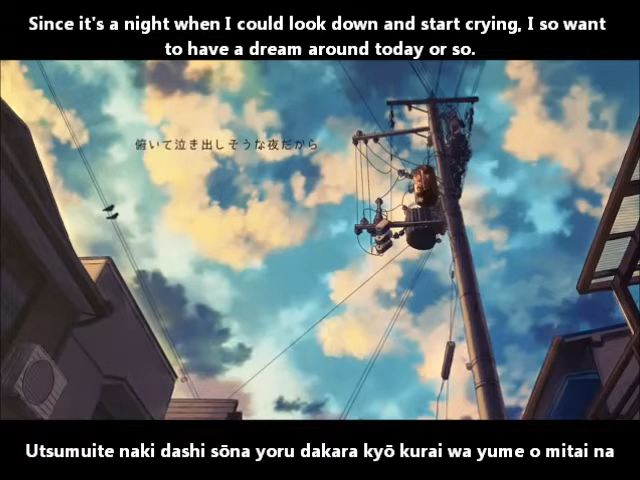 Since it's a night when I could look down and start crying, I so want
to have a dream around today or so.
俯いて泣き出しそうな夜だから
Utsumuite naki dashi sōna yoru dakara kyō kurai wa yume o mitai na